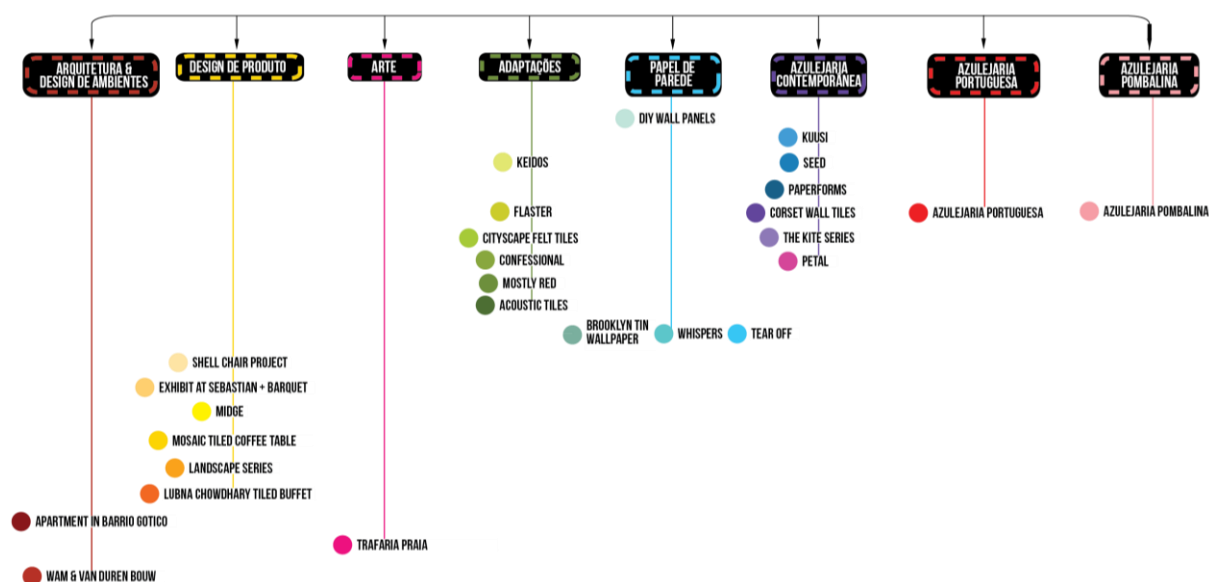 ARQUITETURA &
DESIGN DE AMBIENTES
DESIGN DE PRODUTO
ARTE
ADAPTAÇÕES
PAPEL DE
PAREDE
AZULEJARIA
CONTEMPORÂNEA
AZULEJARIA
PORTUGUESA
AZULEJARIA
POMBALINA
DIY WALL PANELS
KUUSI
KEIDOS
SEED
PAPERFORMS
FLASTER
CORSET WALL TILES
AZULEJARIA PORTUGUESA
AZULEJARIA POMBALINA
CITYSCAPE FELT TILES
THE KITE SERIES
CONFESSIONAL
PETAL
MOSTLY RED
ACOUSTIC TILES
BROOKLYN TIN
WALLPAPER
WHISPERS
TEAR OFF
SHELL CHAIR PROJECT
EXHIBIT AT SEBASTIAN + BARQUET
MIDGE
MOSAIC TILED COFFEE TABLE
LANDSCAPE SERIES
LUBNA CHOWDHARY TILED BUFFET
APARTMENT IN BARRIO GOTICO
TRAFARIA PRAIA
WAM & VAN DUREN BOUW